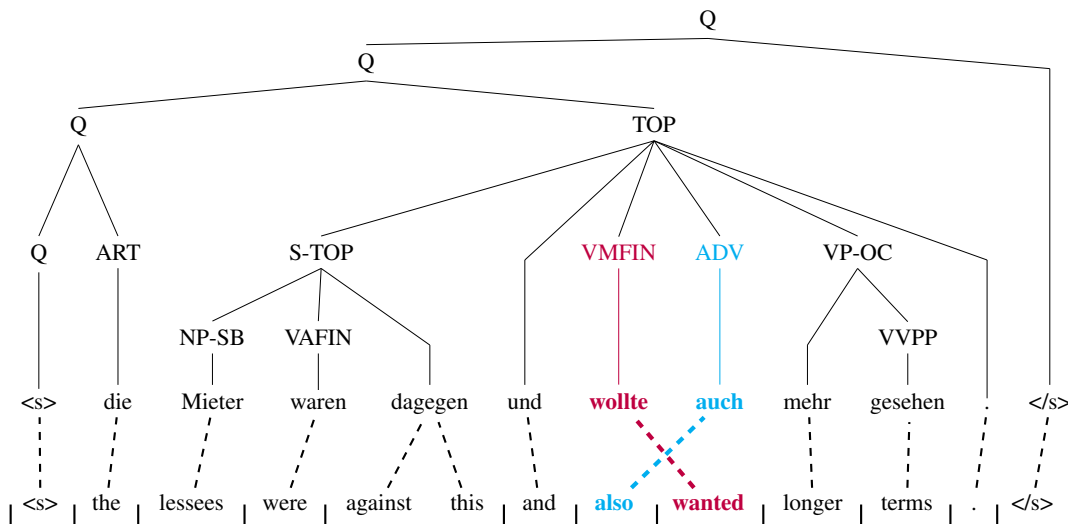 Q
Q
Q TOP
Q ART S-TOP VMFIN ADV VP-OC
NP-SB VAFIN VVPP
<s> die Mieter waren dagegen und wollte auch mehr gesehen . </s>
| <s> | the | lessees | were | against this | and | also | wanted | longer | terms | . | </s> |